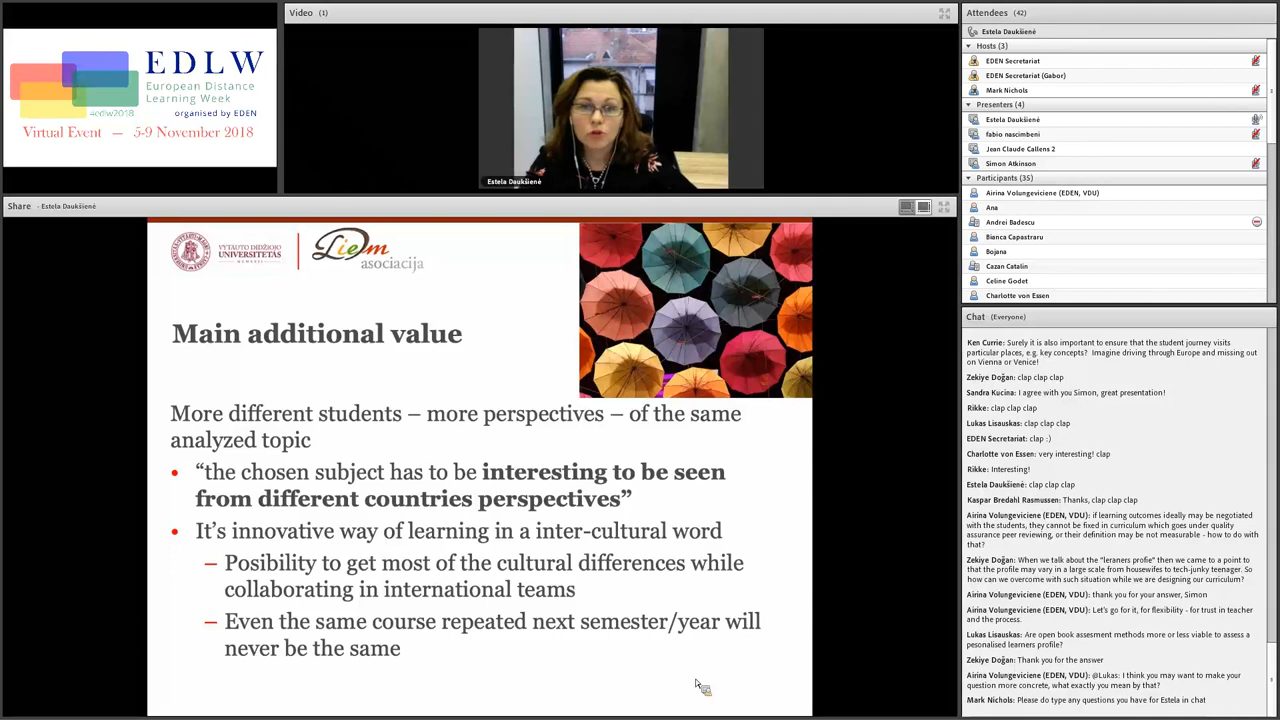 Video (1)
EDLW
European Distance
Learning Week
#edlw2018
organised by EDEN
Virtual Event — 5-9 November 2018
Estela Daukšienė
Share - Estela Daukšienė
VYTAUTO DIDŽIOJO
UNIVERSITETAS
MCMXXII
LieDm
asociacija
Main additional value
More different students – more perspectives – of the same
analyzed topic
• “the chosen subject has to be interesting to be seen
from different countries perspectives”
• It’s innovative way of learning in a inter-cultural word
– Posibility to get most of the cultural differences while
collaborating in international teams
– Even the same course repeated next semester/year will
never be the same
Attendees (42)
Estela Daukšienė
Hosts (3)
EDEN Secretariat
EDEN Secretariat (Gabor)
Mark Nichols
Presenters (4)
Estela Daukšienė
fabio nascimbeni
Jean Claude Callens 2
Simon Atkinson
Participants (35)
Airina Volungeviciene (EDEN, VDU)
Ana
Andrei Badescu
Bianca Capastraru
Bojana
Cazan Catalin
Celine Godet
Charlotte von Essen
Chat (Everyone)
Ken Currie: Surely it is also important to ensure that the student journey visits
particular places, e.g. key concepts? Imagine driving through Europe and missing out
on Vienna or Venice!
Zekiye Doğan: clap clap clap
Sandra Kucina: I agree with you Simon, great presentation!
Rikke: clap clap clap
Lukas Lisauskas: clap clap clap
EDEN Secretariat: clap :)
Charlotte von Essen: very interesting! clap
Rikke: Interesting!
Estela Daukšienė: clap clap clap
Kaspar Bredahl Rasmussen: Thanks, clap clap clap
Airina Volungeviciene (EDEN, VDU): if learning outcomes ideally may be negotiated
with the students, they cannot be fixed in curriculum which goes under quality
assurance peer reviewing, or their definition may be not measurable - how to do with
that?
Zekiye Doğan: When we talk about the "leraners profie" then we came to a point to
that the profile may vary in a large scale from housewifes to tech-junky teenager. So
how can we overcome with such situation while we are designing our curriculum?
Airina Volungeviciene (EDEN, VDU): thank you for your answer, Simon
Airina Volungeviciene (EDEN, VDU): Let's go for it, for flexibility - for trust in teacher
and the process.
Lukas Lisauskas: Are open book assesment methods more or less viable to assess a
pesonalised learners profile?
Zekiye Doğan: Thank you for the answer
Airina Volungeviciene (EDEN, VDU): @Lukas: I think you may want to make your
question more concrete, what exactly you mean by that?
Mark Nichols: Please do type any questions you have for Estela in chat